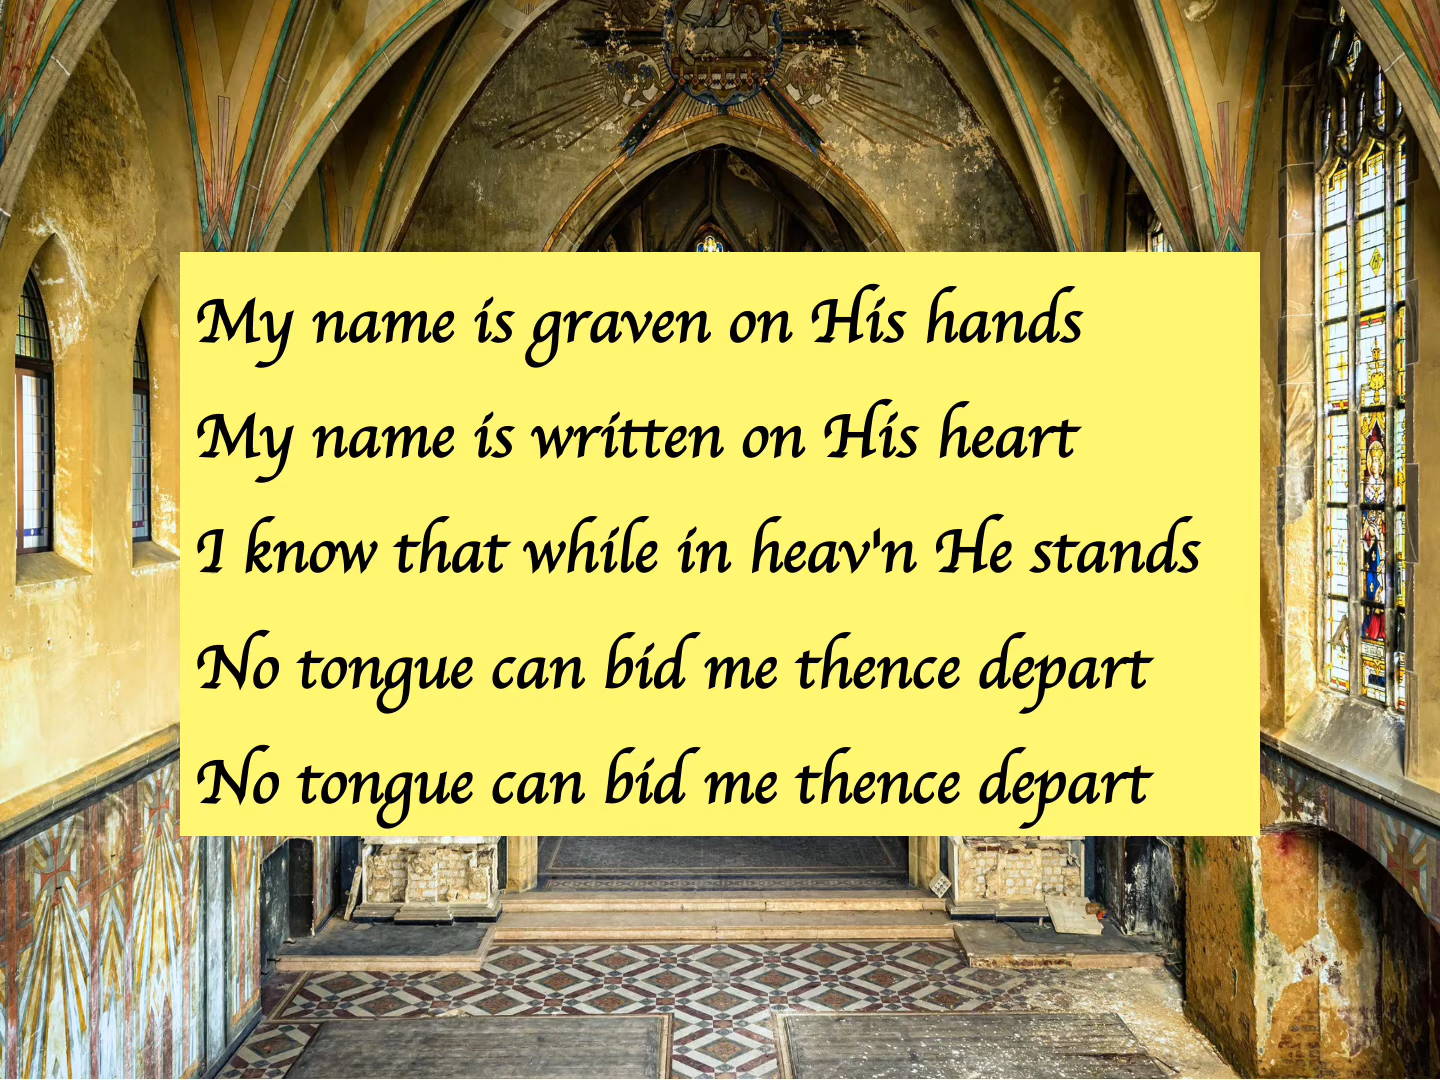 My name is graven on His hands
My name is written on His heart
I know that while in heav'n He stands
No tongue can bid me thence depart
No tongue can bid me thence depart